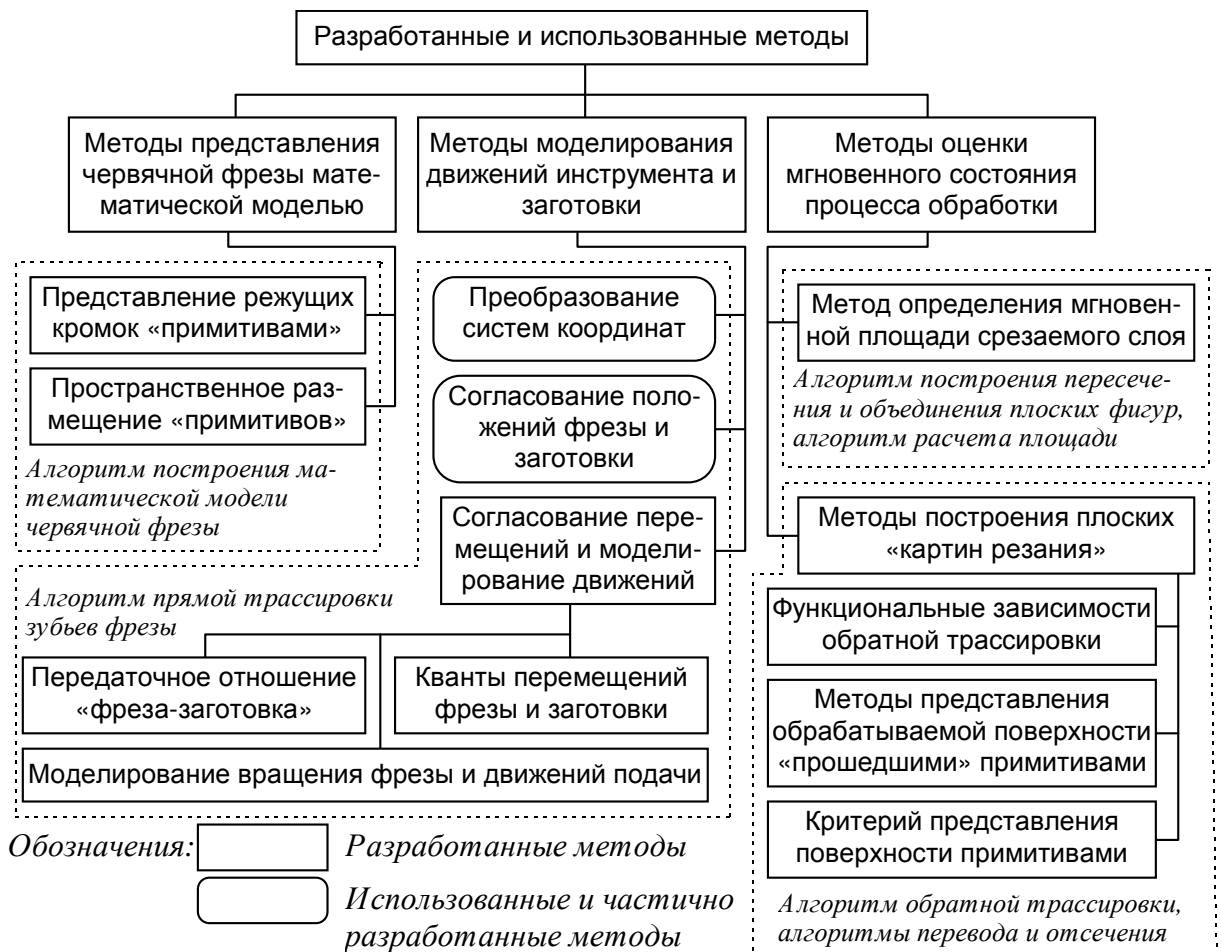 Разработанные и использованные методы
Методы представления
червячной фрезы мате-
матической моделью
Методы моделирования
движений инструмента и
заготовки
Методы оценки
мгновенного состояния
процесса обработки
Представление режущих
кромок «примитивами»
Пространственное раз-
мещение «примитивов»
Алгоритм построения ма-
тематической модели
червячной фрезы
Преобразование
систем координат
Согласование поло-
жений фрезы и
заготовки
Согласование пере-
мещений и модели-
рование движений
Алгоритм прямой трассировки
зубьев фрезы
Передаточное отношение
«фреза-заготовка»
Кванты перемещений
фрезы и заготовки
Моделирование вращения фрезы и движений подачи
Метод определения мгновен-
ной площади срезаемого слоя
Алгоритм построения пересече-
ния и объединения плоских фигур,
алгоритм расчета площади
Методы построения плоских
«картин резания»
Функциональные зависимости
обратной трассировки
Методы представления
обрабатываемой поверхности
«прошедшими» примитивами
Критерий представления
поверхности примитивами
Алгоритм обратной трассировки,
алгоритмы перевода и отсечения
Обозначения:
Разработанные методы
Использованные и частично
разработанные методы